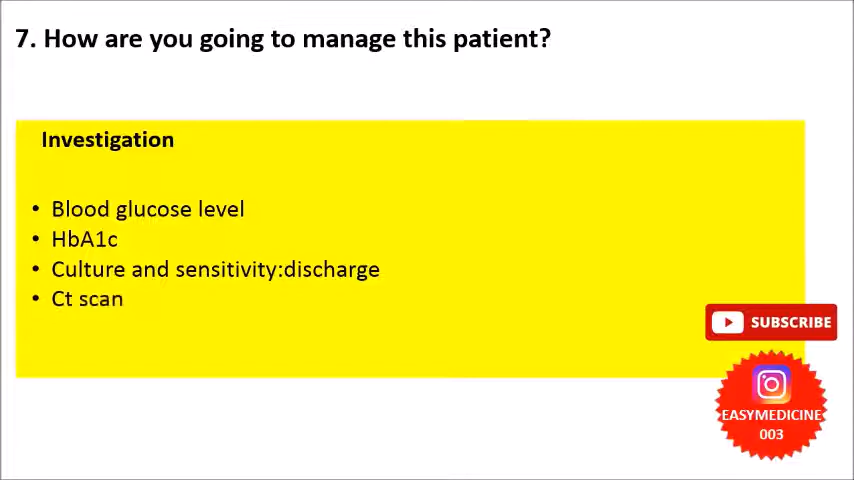 7. How are you going to manage this patient?
Investigation
• Blood glucose level
• HbA1c
• Culture and sensitivity:discharge
• Ct scan
SUBSCRIBE
EASYMEDICINE
003